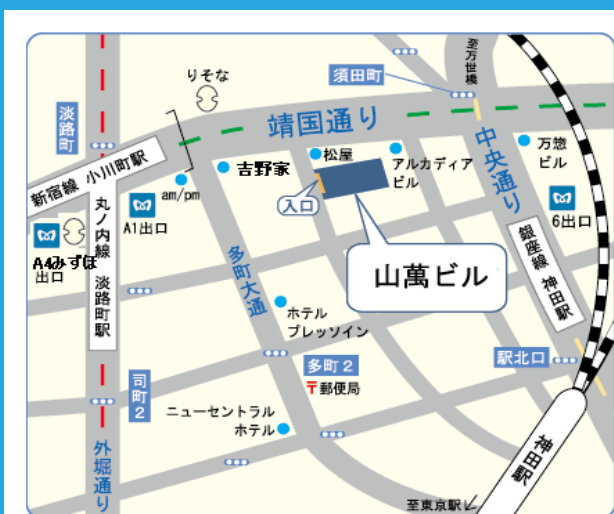 至万世橋
りそな
須田町
淡路町
靖国通り
中央通り
万惣
ビル
新宿線 小川町駅
吉野家
松屋
アルカディア
ビル
am/pm
入口
A1出口
6出口
A4みずほ
出口
丸ノ内線 淡路町駅
山萬ビル
銀座線 神田駅
多町大通
ホテル
プレッソイン
駅北口
多町2
〒郵便局
司町2
ニューセントラル
ホテル
外堀通り
神田駅
至東京駅